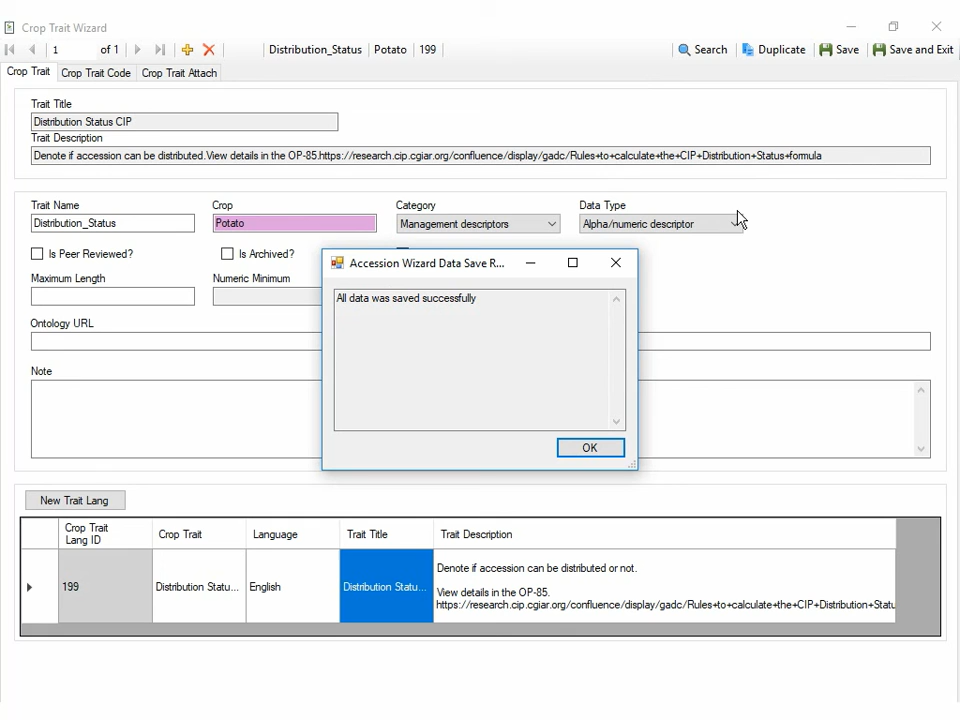 Crop Trait Wizard
1 of 1 Distribution_Status Potato 199 Search Duplicate Save Save and Exit
Crop Trait Crop Trait Code Crop Trait Attach
Trait Title
Distribution Status CIP
Trait Description
Denote if accession can be distributed.View details in the OP-85.https://research.cip.cgiar.org/confluence/display/gadc/Rules+to+calculate+the+CIP+Distribution+Status+formula
Trait Name Crop Category Data Type
Distribution_Status Potato Management descriptors Alpha/numeric descriptor
Is Peer Reviewed? Is Archived?
Maximum Length Numeric Minimum
Ontology URL
Note
Accession Wizard Data Save R...
All data was saved successfully
OK
New Trait Lang
Crop Trait Lang ID Crop Trait Language Trait Title Trait Description
199 Distribution Statu... English Distribution Statu... Denote if accession can be distributed or not.
View details in the OP-85.
https://research.cip.cgiar.org/confluence/display/gadc/Rules+to+calculate+the+CIP+Distribution+Statu